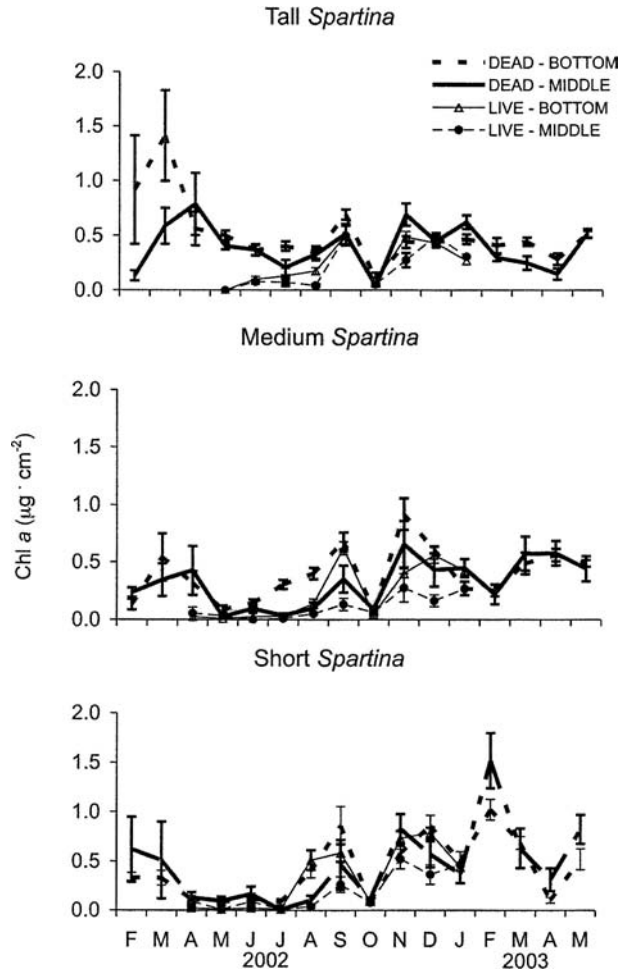 Tall Spartina
DEAD - BOTTOM
DEAD - MIDDLE
LIVE - BOTTOM
LIVE - MIDDLE
2.0
1.5
1.0
0.5
0.0
Medium Spartina
2.0
1.5
1.0
0.5
0.0
Chl a (µg · cm-2)
Short Spartina
2.0
1.5
1.0
0.5
0.0
F M A M J J A S O N D J F M A M
2002 2003